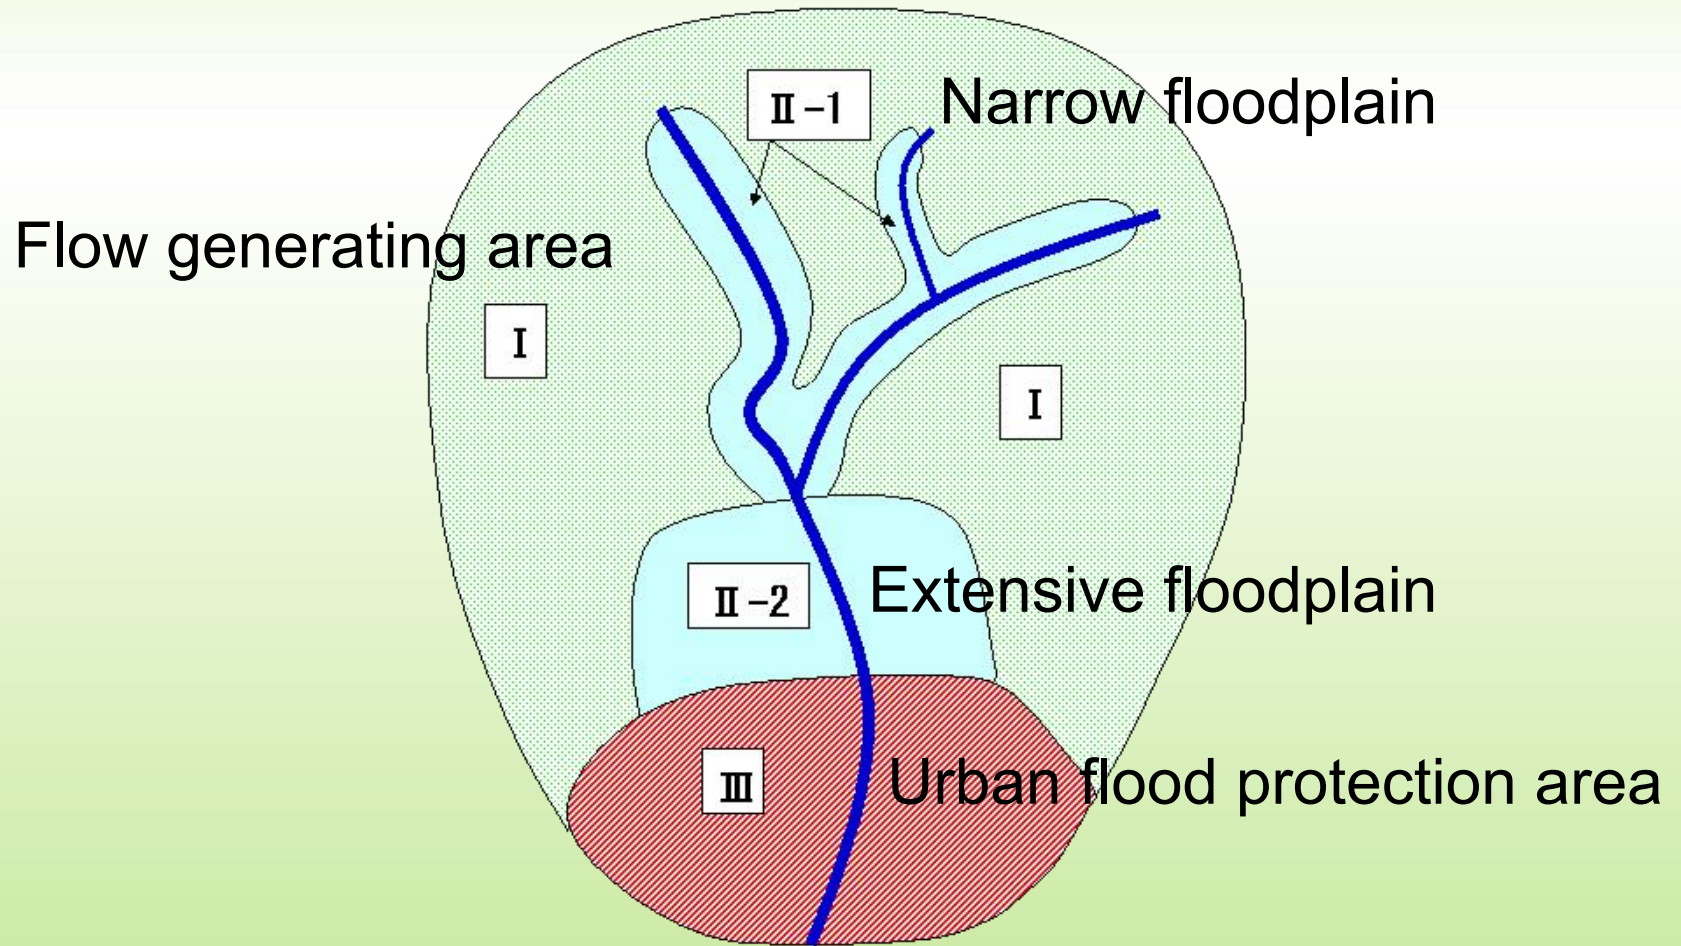 Ⅱ-1
Narrow floodplain
Flow generating area
Ⅰ
Ⅰ
Ⅱ-2
Extensive floodplain
Ⅲ
Urban flood protection area